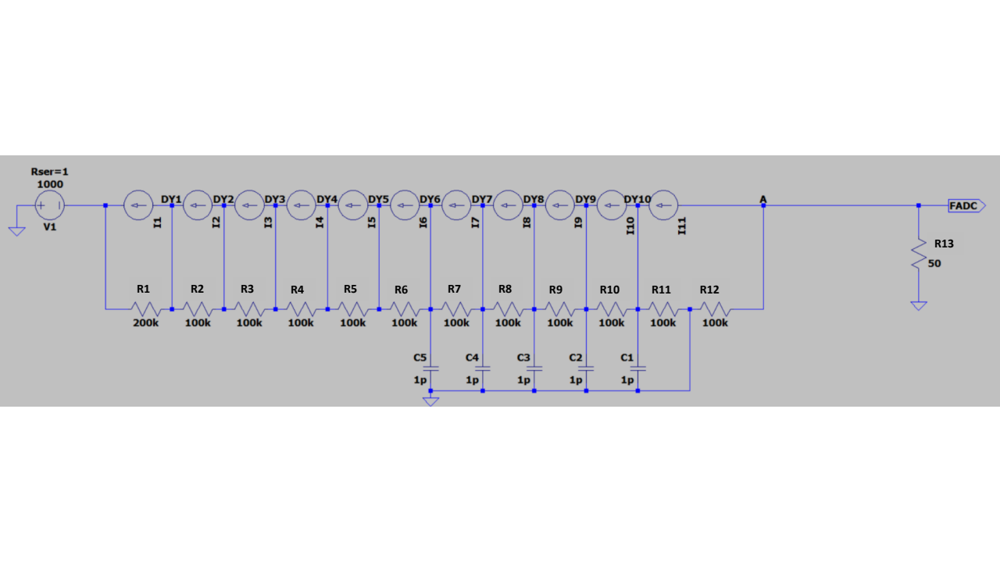 Rser=1
1000
V1
DY1
DY2
DY3
DY4
DY5
DY6
DY7
DY8
DY9
DY10
A
FADC
I1
I2
I3
I4
I5
I6
I7
I8
I9
I10
I11
R13
50
R1
R2
R3
R4
R5
R6
R7
R8
R9
R10
R11
R12
200k
100k
100k
100k
100k
100k
100k
100k
100k
100k
100k
100k
C5
C4
C3
C2
C1
1p
1p
1p
1p
1p